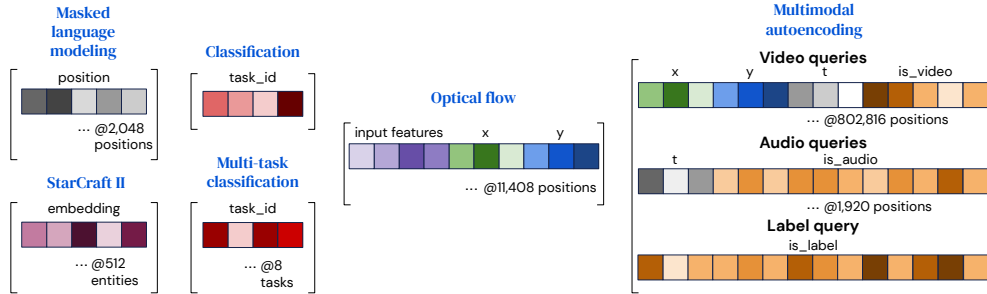 Masked
language
modeling
position
... @2,048
positions
Classification
task_id
StarCraft II
embedding
... @512
entities
Multi-task
classification
task_id
... @8
tasks
Optical flow
input features x y
... @11,408 positions
Multimodal
autoencoding
Video queries
x y t is_video
... @802,816 positions
Audio queries
t is_audio
... @1,920 positions
Label query
is_label